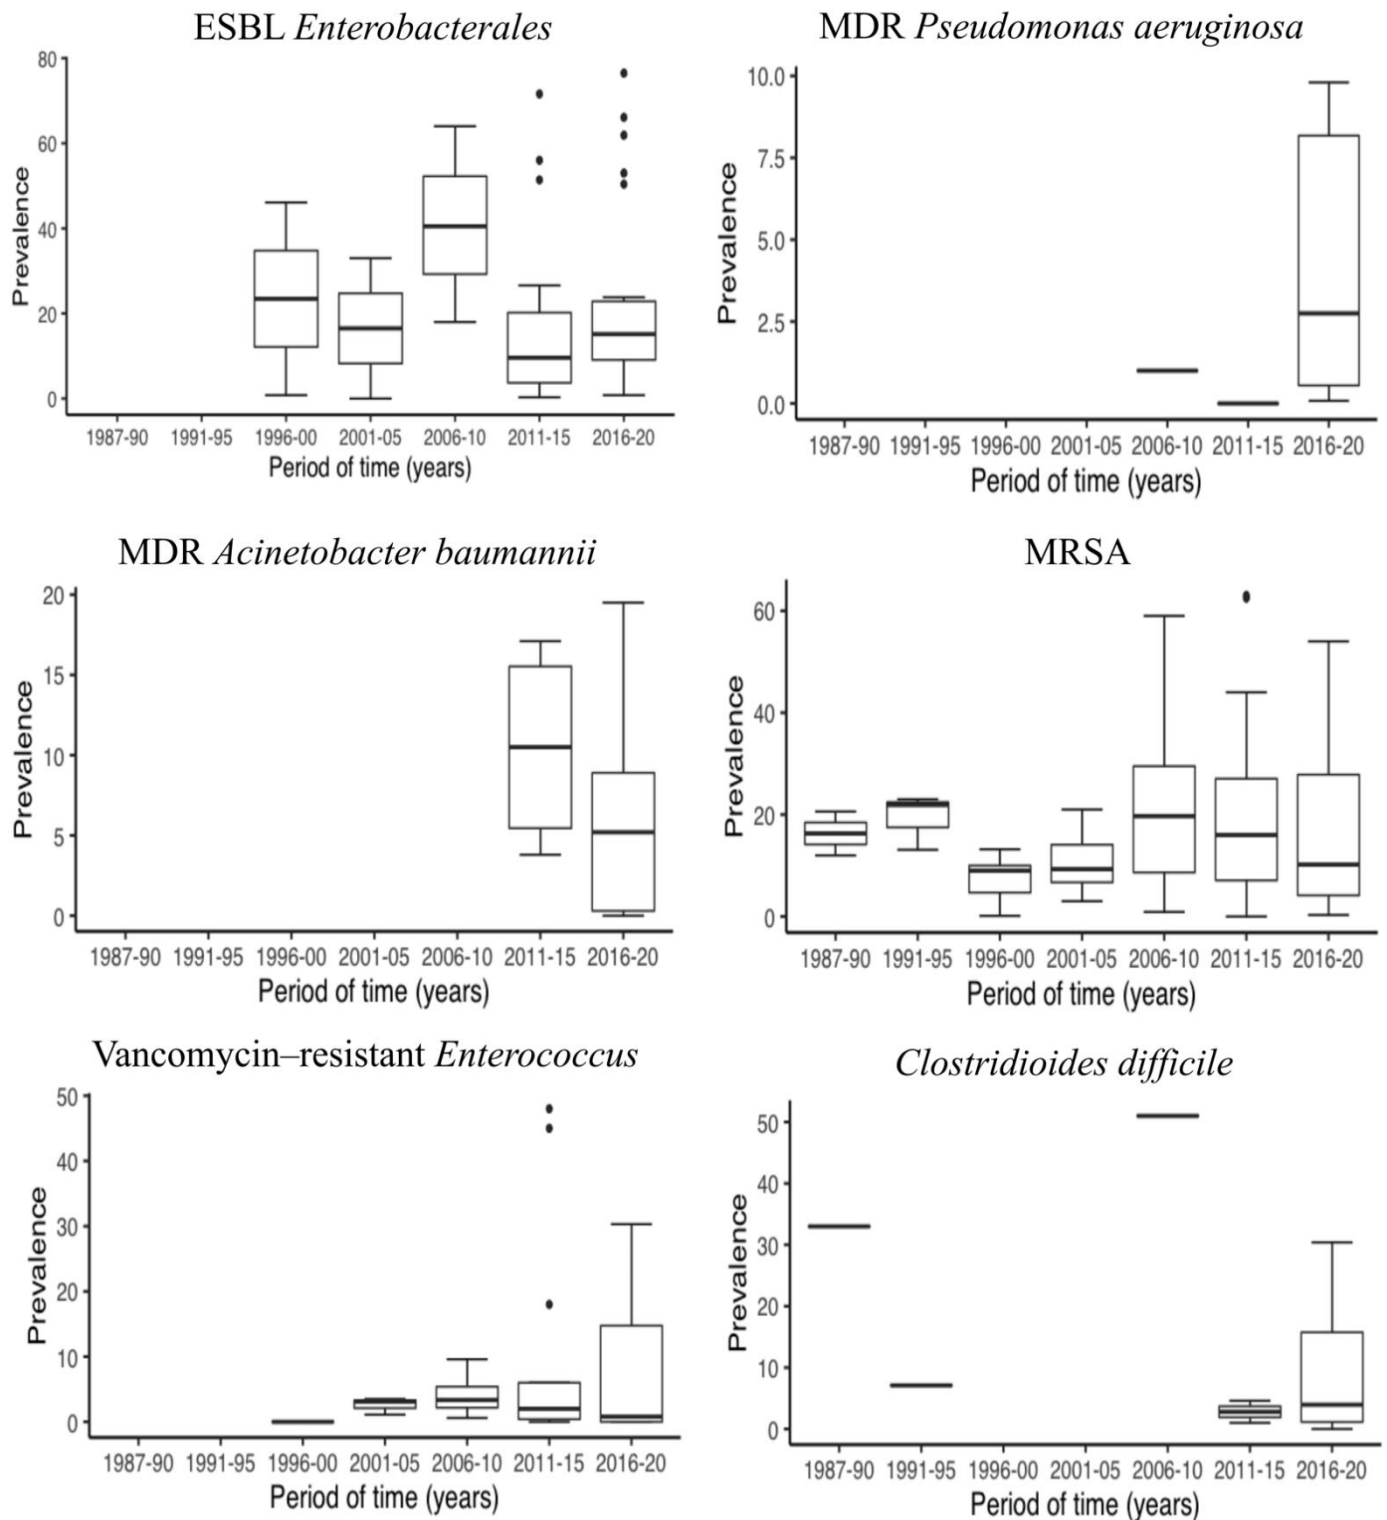 ESBL Enterobacterales
80
60
40
20
0
Prevalence
1987-90 1991-95 1996-00 2001-05 2006-10 2011-15 2016-20
Period of time (years)
MDR Pseudomonas aeruginosa
10.0
7.5
5.0
2.5
0.0
Prevalence
1987-90 1991-95 1996-00 2001-05 2006-10 2011-15 2016-20
Period of time (years)
MDR Acinetobacter baumannii
20
15
10
5
0
Prevalence
1987-90 1991-95 1996-00 2001-05 2006-10 2011-15 2016-20
Period of time (years)
MRSA
60
40
20
0
Prevalence
1987-90 1991-95 1996-00 2001-05 2006-10 2011-15 2016-20
Period of time (years)
Vancomycin–resistant Enterococcus
50
40
30
20
10
0
Prevalence
1987-90 1991-95 1996-00 2001-05 2006-10 2011-15 2016-20
Period of time (years)
Clostridioides difficile
50
40
30
20
10
0
Prevalence
1987-90 1991-95 1996-00 2001-05 2006-10 2011-15 2016-20
Period of time (years)